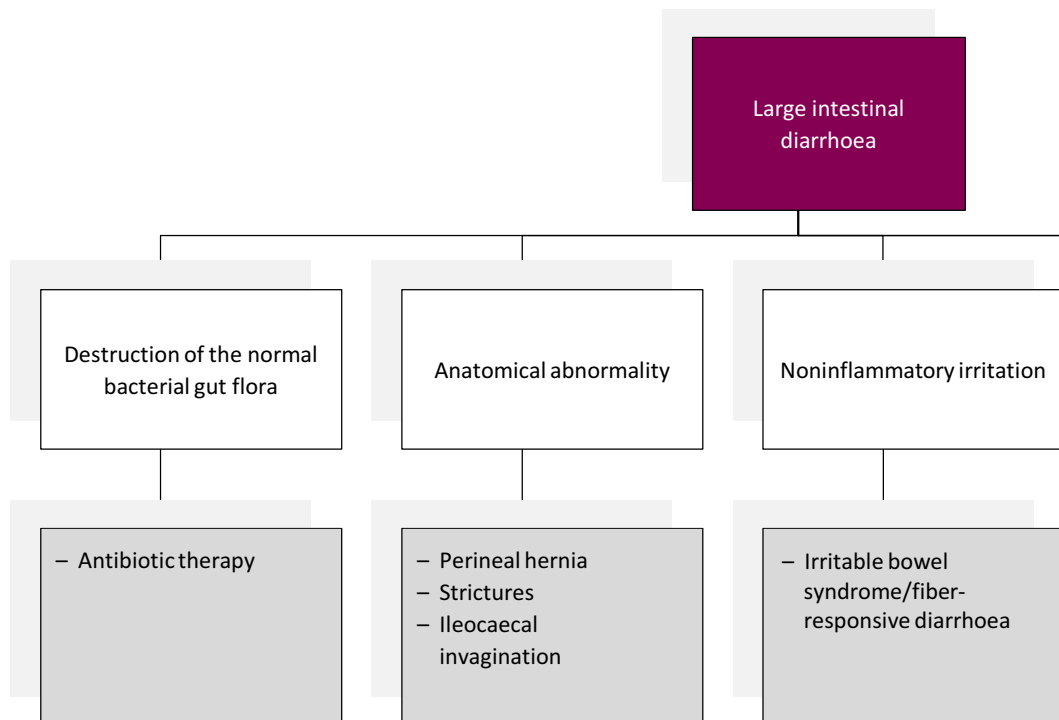 Large intestinal
diarrhoea
Destruction of the normal
bacterial gut flora
Anatomical abnormality
Noninflammatory irritation
– Antibiotic therapy
– Perineal hernia
– Strictures
– Ileocaecal
invagination
– Irritable bowel
syndrome/fiber-
responsive diarrhoea